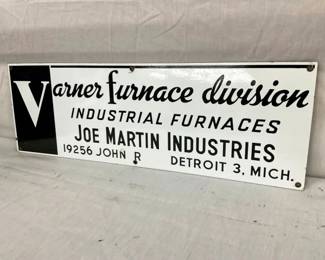 Varner furnace division
INDUSTRIAL FURNACES
JOE MARTIN INDUSTRIES
19256 JOHN R DETROIT 3, MICH.